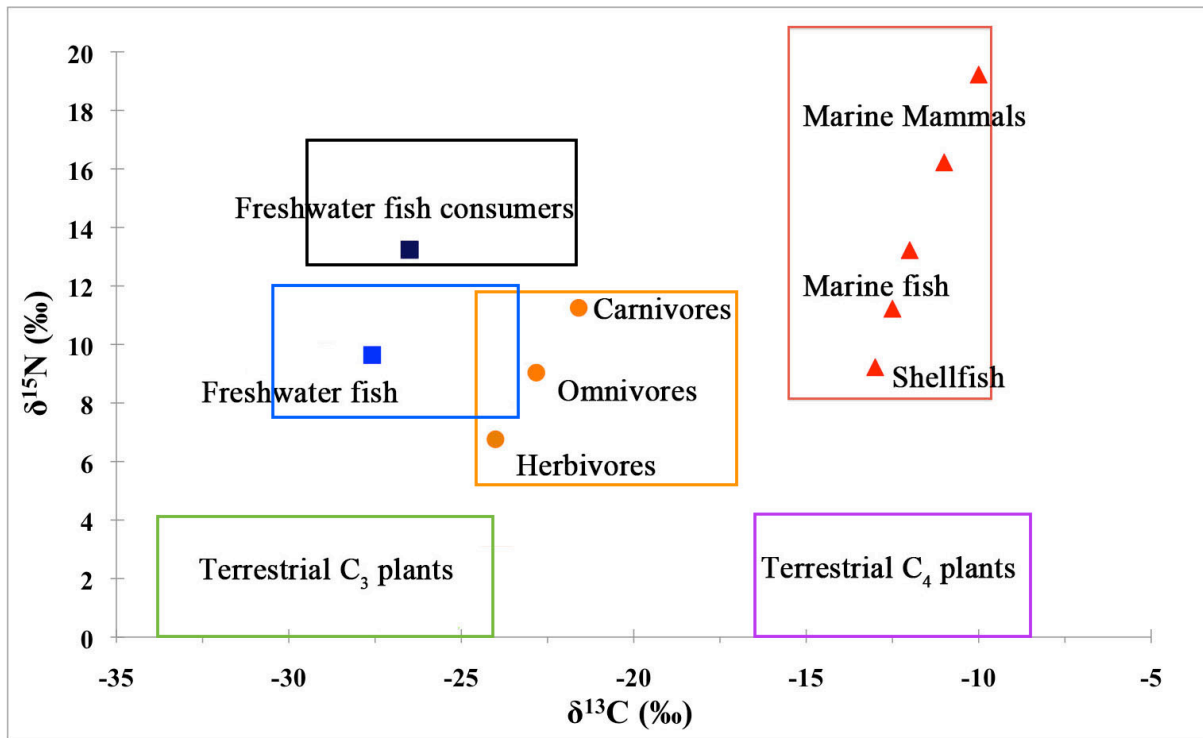 20
18
Marine Mammals
16
Freshwater fish consumers
14
12
Marine fish
Carnivores
δ¹⁵N (‰)
10
Shellfish
Omnivores
Freshwater fish
8
Herbivores
6
4
Terrestrial C₃ plants
Terrestrial C₄ plants
2
0
-35 -30 -25 -20 -15 -10 -5
δ¹³C (‰)